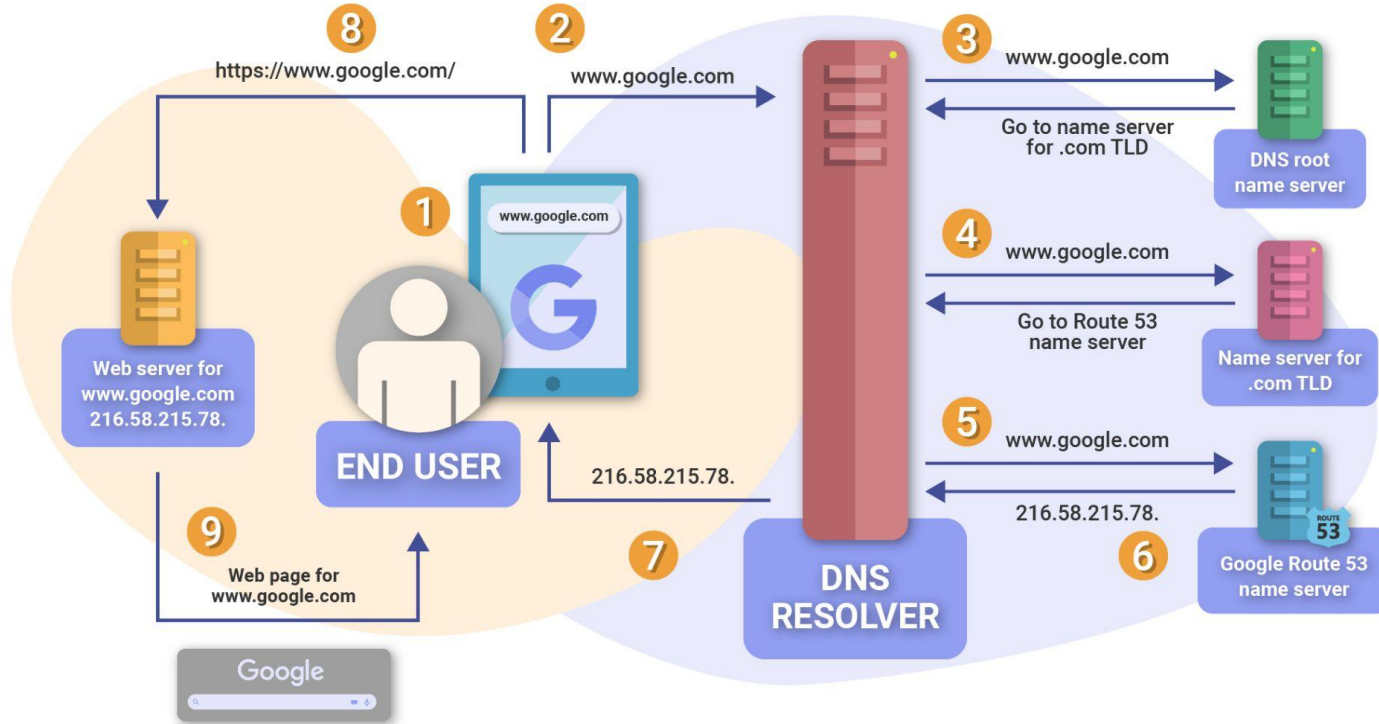 8
https://www.google.com/
2
www.google.com
3
www.google.com
Go to name server
for .com TLD
DNS root
name server
1
www.google.com
G
4
www.google.com
Go to Route 53
name server
Name server for
.com TLD
Web server for
www.google.com
216.58.215.78.
END USER
5
www.google.com
216.58.215.78.
6
ROUTE
53
Google Route 53
name server
216.58.215.78.
7
DNS
RESOLVER
9
Web page for
www.google.com
Google